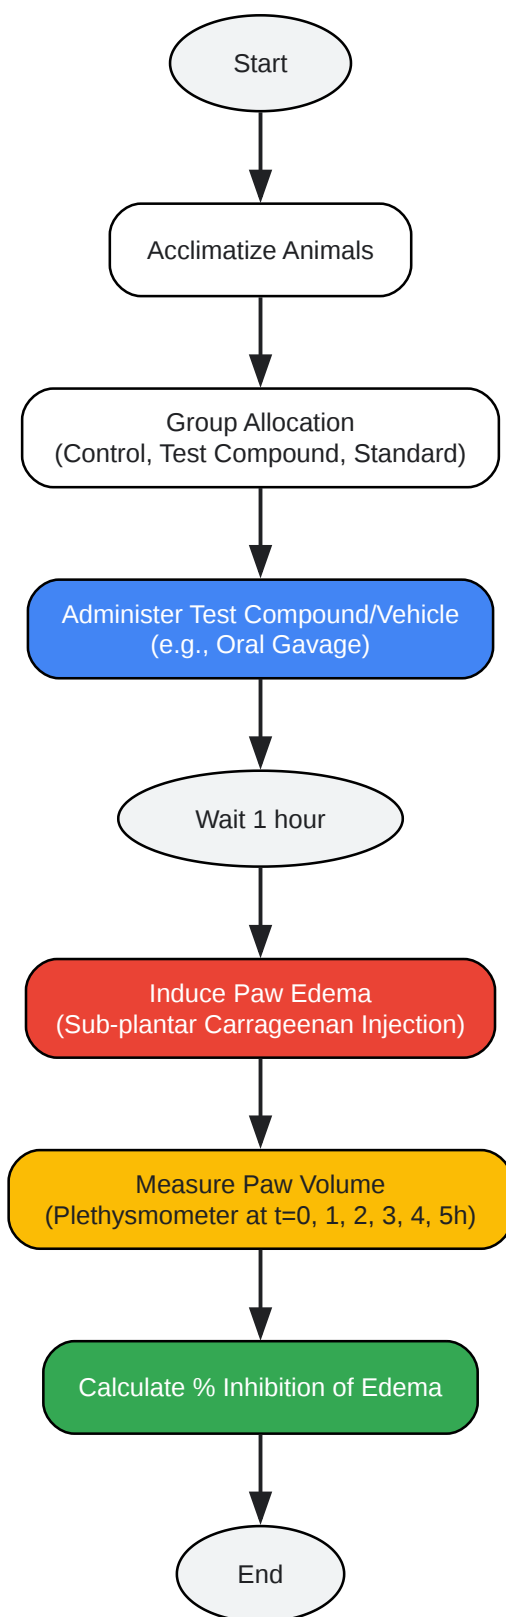 Start
Acclimatize Animals
Group Allocation
(Control, Test Compound, Standard)
Administer Test Compound/Vehicle
(e.g., Oral Gavage)
Wait 1 hour
Induce Paw Edema
(Sub-plantar Carrageenan Injection)
Measure Paw Volume
(Plethysmometer at t=0, 1, 2, 3, 4, 5h)
Calculate % Inhibition of Edema
End